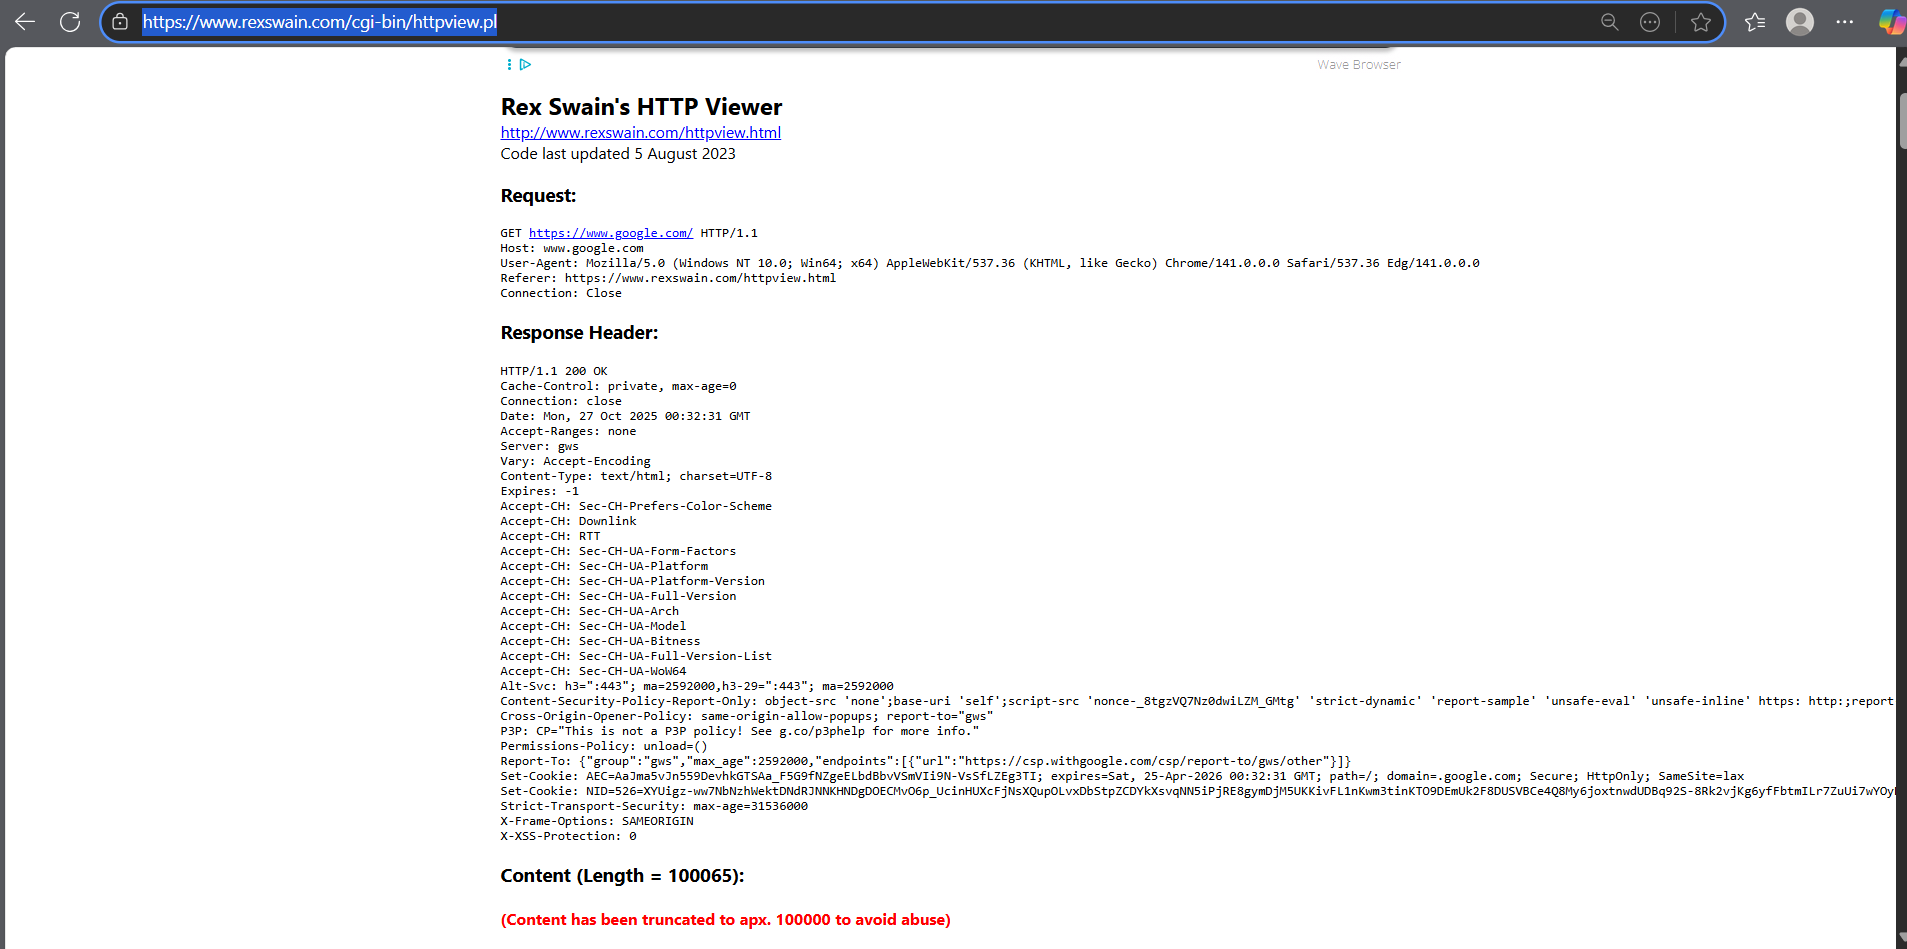 https://www.rexswain.com/cgi-bin/httpview.pl
Wave Browser
Rex Swain's HTTP Viewer
http://www.rexswain.com/httpview.html
Code last updated 5 August 2023
Request:
GET https://www.google.com/ HTTP/1.1
Host: www.google.com
User-Agent: Mozilla/5.0 (Windows NT 10.0; Win64; x64) AppleWebKit/537.36 (KHTML, like Gecko) Chrome/141.0.0.0 Safari/537.36 Edg/141.0.0.0
Referer: https://www.rexswain.com/httpview.html
Connection: Close
Response Header:
HTTP/1.1 200 OK
Cache-Control: private, max-age=0
Connection: close
Date: Mon, 27 Oct 2025 00:32:31 GMT
Accept-Ranges: none
Server: gws
Vary: Accept-Encoding
Content-Type: text/html; charset=UTF-8
Expires: -1
Accept-CH: Sec-CH-Prefers-Color-Scheme
Accept-CH: Downlink
Accept-CH: RTT
Accept-CH: Sec-CH-UA-Form-Factors
Accept-CH: Sec-CH-UA-Platform
Accept-CH: Sec-CH-UA-Platform-Version
Accept-CH: Sec-CH-UA-Full-Version
Accept-CH: Sec-CH-UA-Arch
Accept-CH: Sec-CH-UA-Model
Accept-CH: Sec-CH-UA-Bitness
Accept-CH: Sec-CH-UA-Full-Version-List
Accept-CH: Sec-CH-UA-WoW64
Alt-Svc: h3=":443"; ma=2592000,h3-29=":443"; ma=2592000
Content-Security-Policy-Report-Only: object-src 'none';base-uri 'self';script-src 'nonce-_8tgzVQ7Nz0dwiLZM_GMtg' 'strict-dynamic' 'report-sample' 'unsafe-eval' 'unsafe-inline' https: http:;report
Cross-Origin-Opener-Policy: same-origin-allow-popups; report-to="gws"
P3P: CP="This is not a P3P policy! See g.co/p3phelp for more info."
Permissions-Policy: unload=()
Report-To: {"group":"gws","max_age":2592000,"endpoints":[{"url":"https://csp.withgoogle.com/csp/report-to/gws/other"}]}
Set-Cookie: AEC=AaJma5vJn559DevhkGTSAa_F5G9fNZgeELbdBbvVSmVIi9N-VsSfLZEg3TI; expires=Sat, 25-Apr-2026 00:32:31 GMT; path=/; domain=.google.com; Secure; HttpOnly; SameSite=lax
Set-Cookie: NID=526=XYUigz-ww7NbNzhWektDNdRJNNKHNDgDOECMvO6p_UcinHUXcFjNsXQupOLvxDbStpZCDYkXsvqNN5iPjRE8gymDjM5UKKivFL1nKwm3tinKTO9DEmUk2F8DUSVBCe4Q8My6joxtnwdUDBq92S-8Rk2vjKg6yfFbtmILr7ZuUi7wYOy
Strict-Transport-Security: max-age=31536000
X-Frame-Options: SAMEORIGIN
X-XSS-Protection: 0
Content (Length = 100065):
(Content has been truncated to apx. 100000 to avoid abuse)